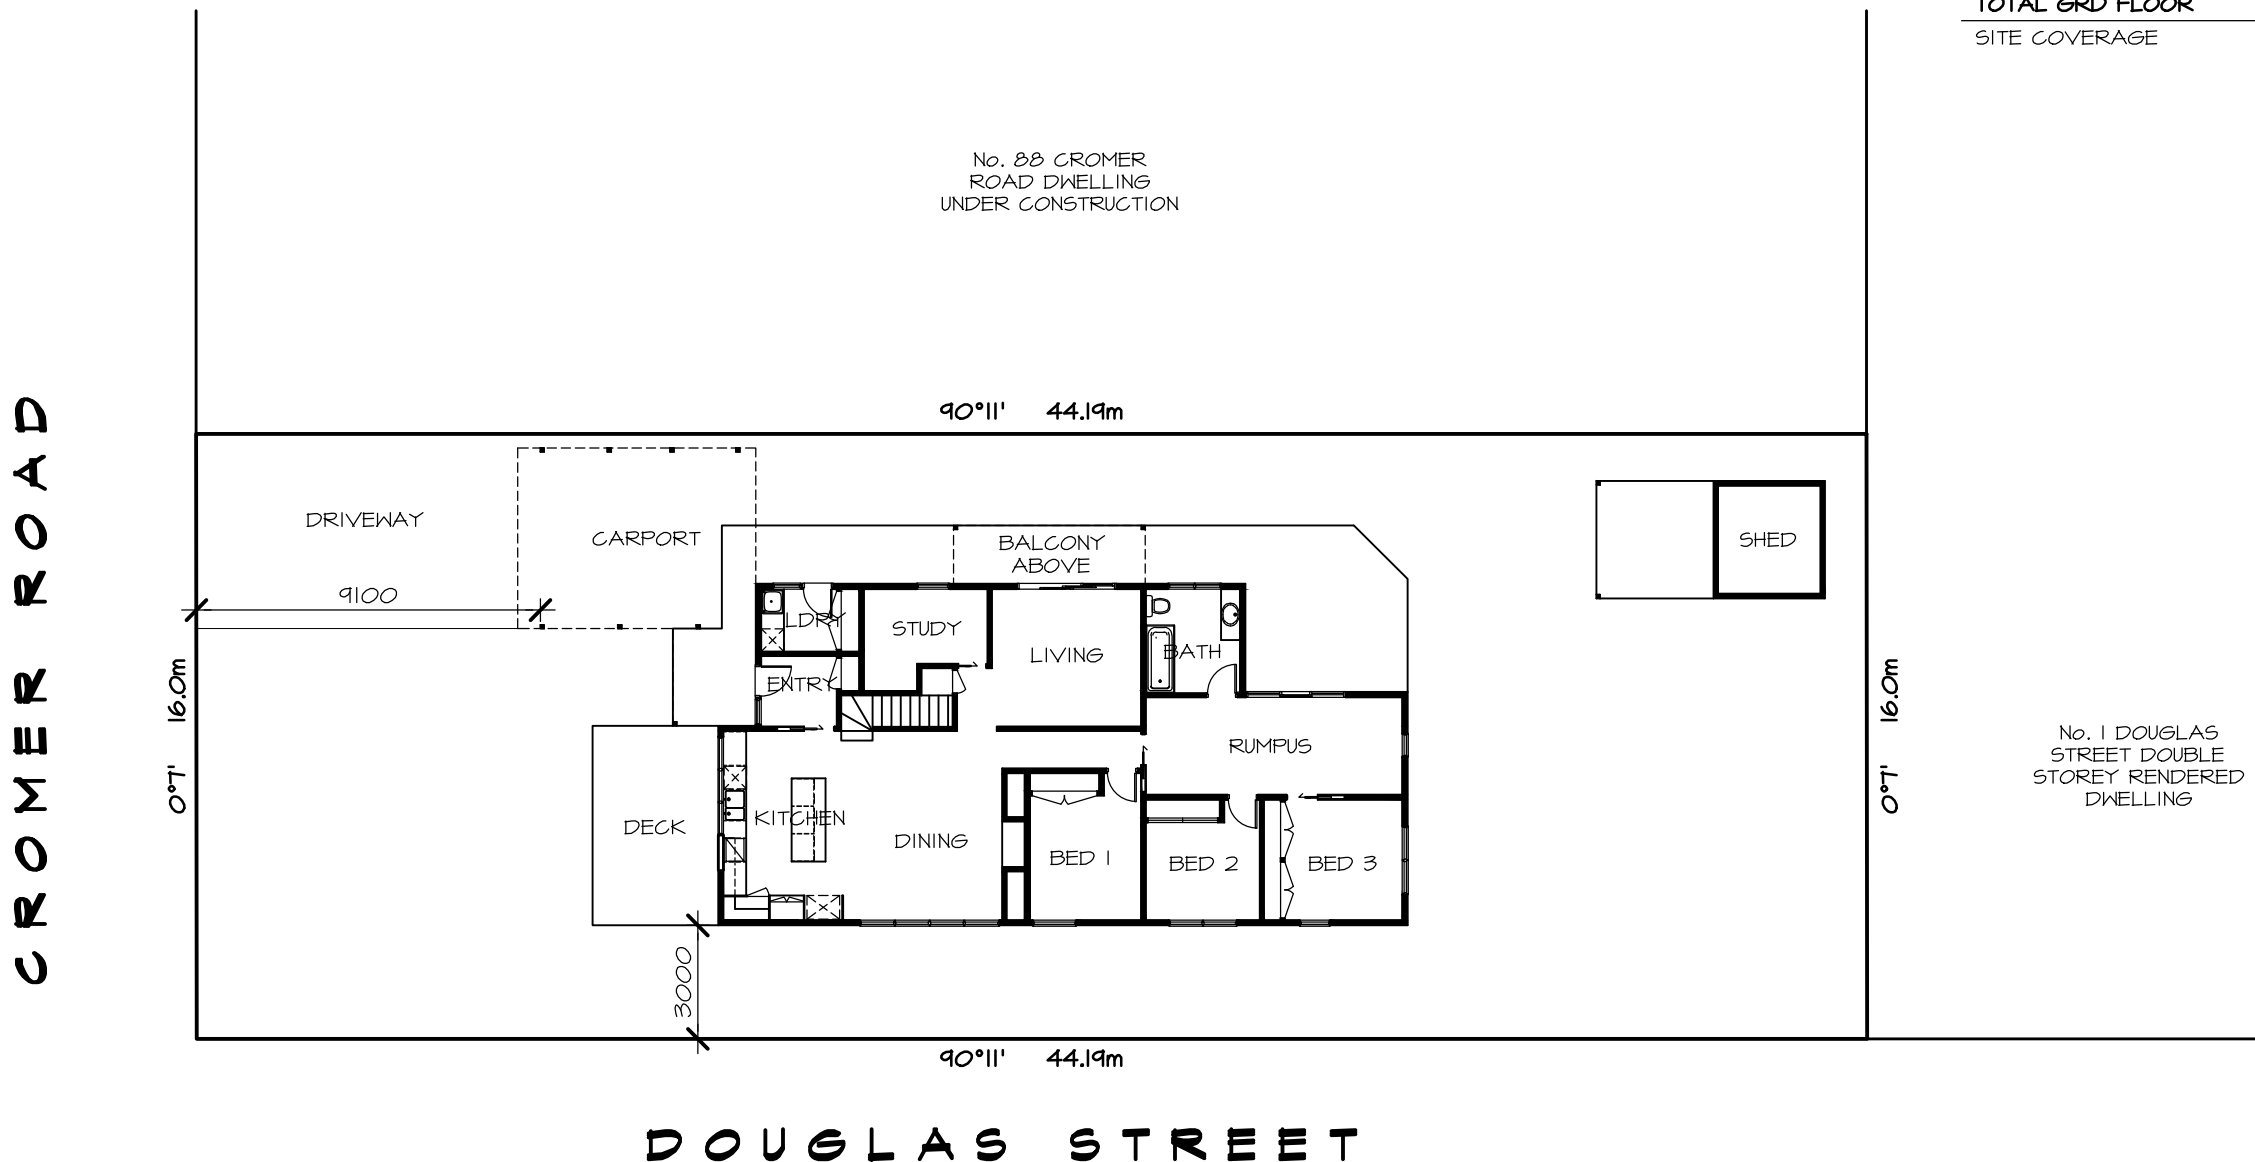 TOTAL GRD FLOOR
SITE COVERAGE
No. 88 CROMER
ROAD DWELLING
UNDER CONSTRUCTION
90°11' 44.19m
CROMER ROAD
DRIVEWAY
CARPORT
BALCONY
ABOVE
SHED
9100
LDRY
STUDY
LIVING
BATH
ENTRY
0°7' 16.0m
0°7' 16.0m
RUMPUS
No. 1 DOUGLAS
STREET DOUBLE
STOREY RENDERED
DWELLING
DECK
KITCHEN
DINING
BED 1
BED 2
BED 3
3000
90°11' 44.19m
DOUGLAS STREET